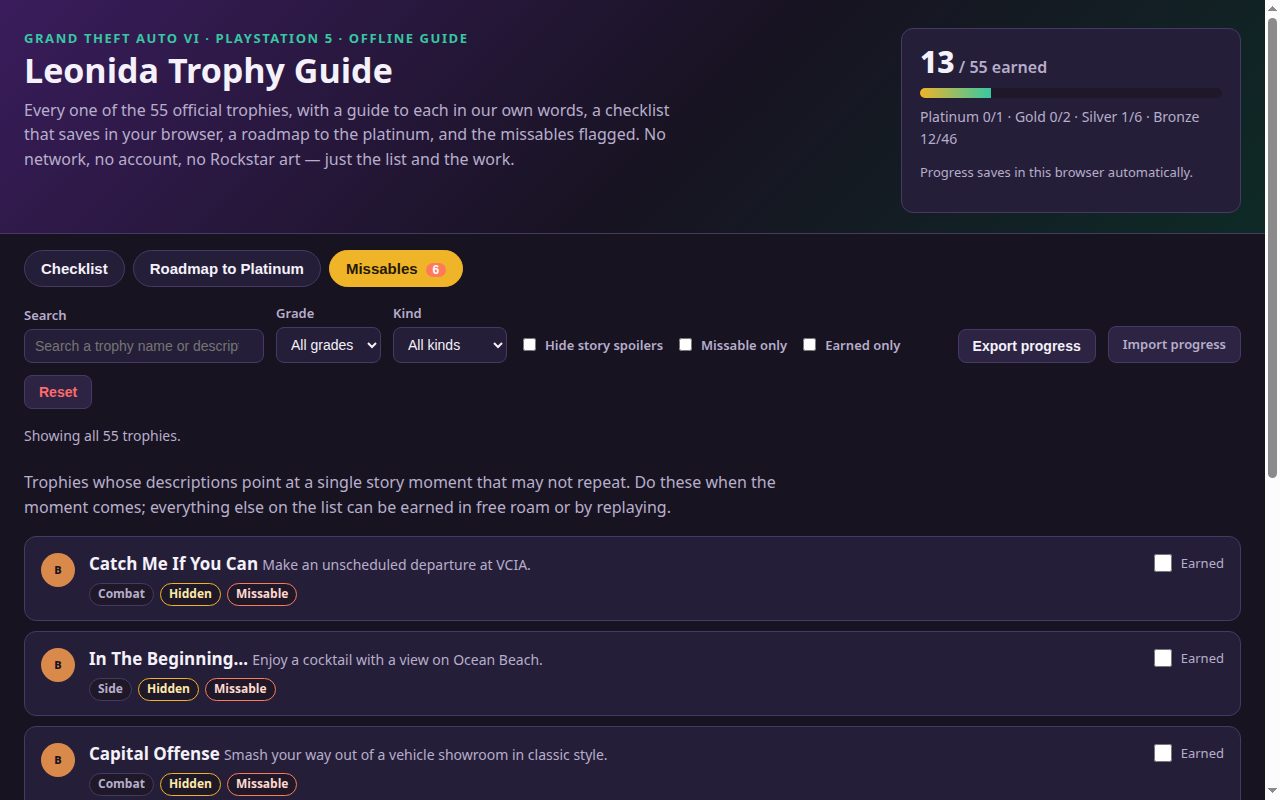 GRAND THEFT AUTO VI · PLAYSTATION 5 · OFFLINE GUIDE
Leonida Trophy Guide
Every one of the 55 official trophies, with a guide to each in our own words, a checklist
that saves in your browser, a roadmap to the platinum, and the missables flagged. No
network, no account, no Rockstar art — just the list and the work.
13 / 55 earned
Platinum 0/1 · Gold 0/2 · Silver 1/6 · Bronze
12/46
Progress saves in this browser automatically.
Checklist
Roadmap to Platinum
Missables 6
Search
Search a trophy name or descrip
Grade
All grades
Kind
All kinds
Hide story spoilers
Missable only
Earned only
Export progress
Import progress
Reset
Showing all 55 trophies.
Trophies whose descriptions point at a single story moment that may not repeat. Do these when the
moment comes; everything else on the list can be earned in free roam or by replaying.
B
Catch Me If You Can Make an unscheduled departure at VCIA.
Combat Hidden Missable
Earned
B
In The Beginning... Enjoy a cocktail with a view on Ocean Beach.
Side Hidden Missable
Earned
B
Capital Offense Smash your way out of a vehicle showroom in classic style.
Combat Hidden Missable
Earned